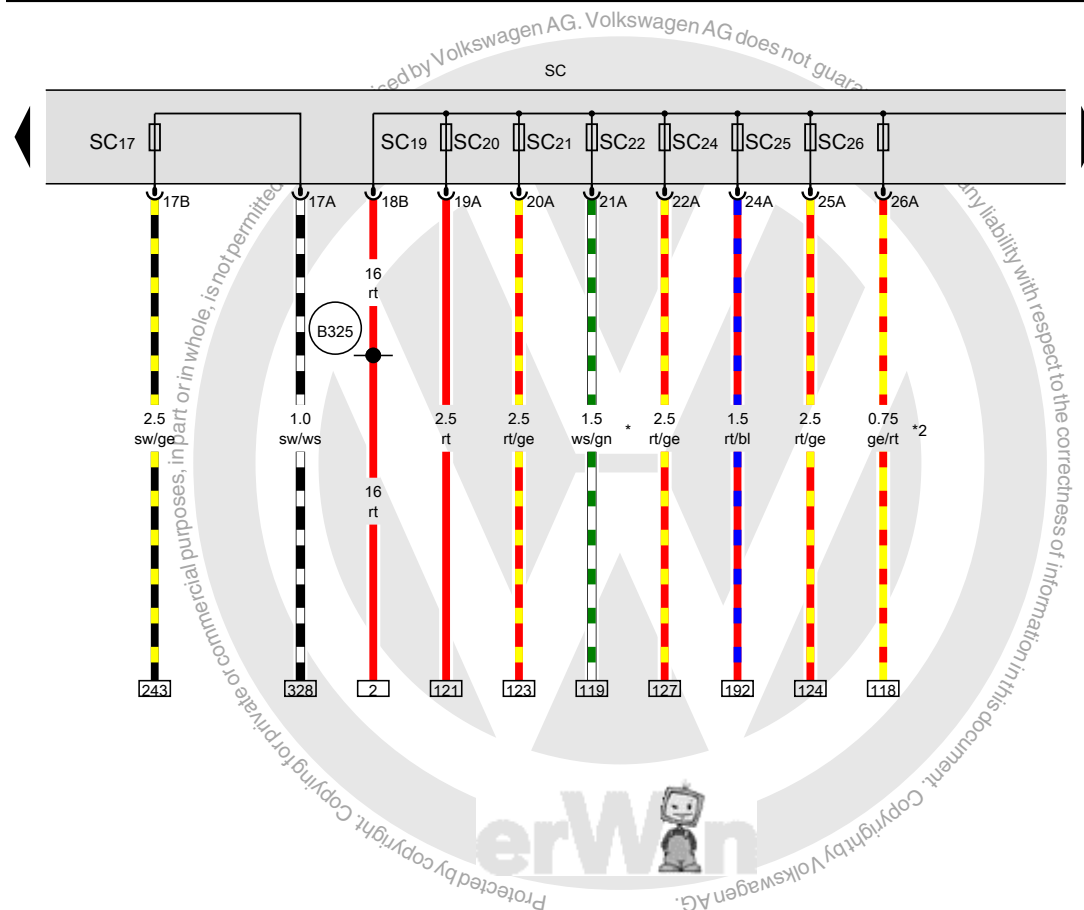 SC
SC17 SC19 SC20 SC21 SC22 SC24 SC25 SC26
17B 17A 18B 19A 20A 21A 22A 24A 25A 26A
16
rt
B325
2.5 1.0 2.5 2.5 1.5 2.5 1.5 2.5 0.75
sw/ge sw/ws rt rt/ge ws/gn * rt/ge rt/bl rt/ge ge/rt *2
16
rt
243 328 2 121 123 119 127 192 124 118
erWin
Protected by copyright. Copying for private or commercial purposes, in part or in whole, is not permitted
ised by Volkswagen AG. Volkswagen AG does not guara
any liability with respect to the correctness of information in this document. Copyright by Volkswagen AG.